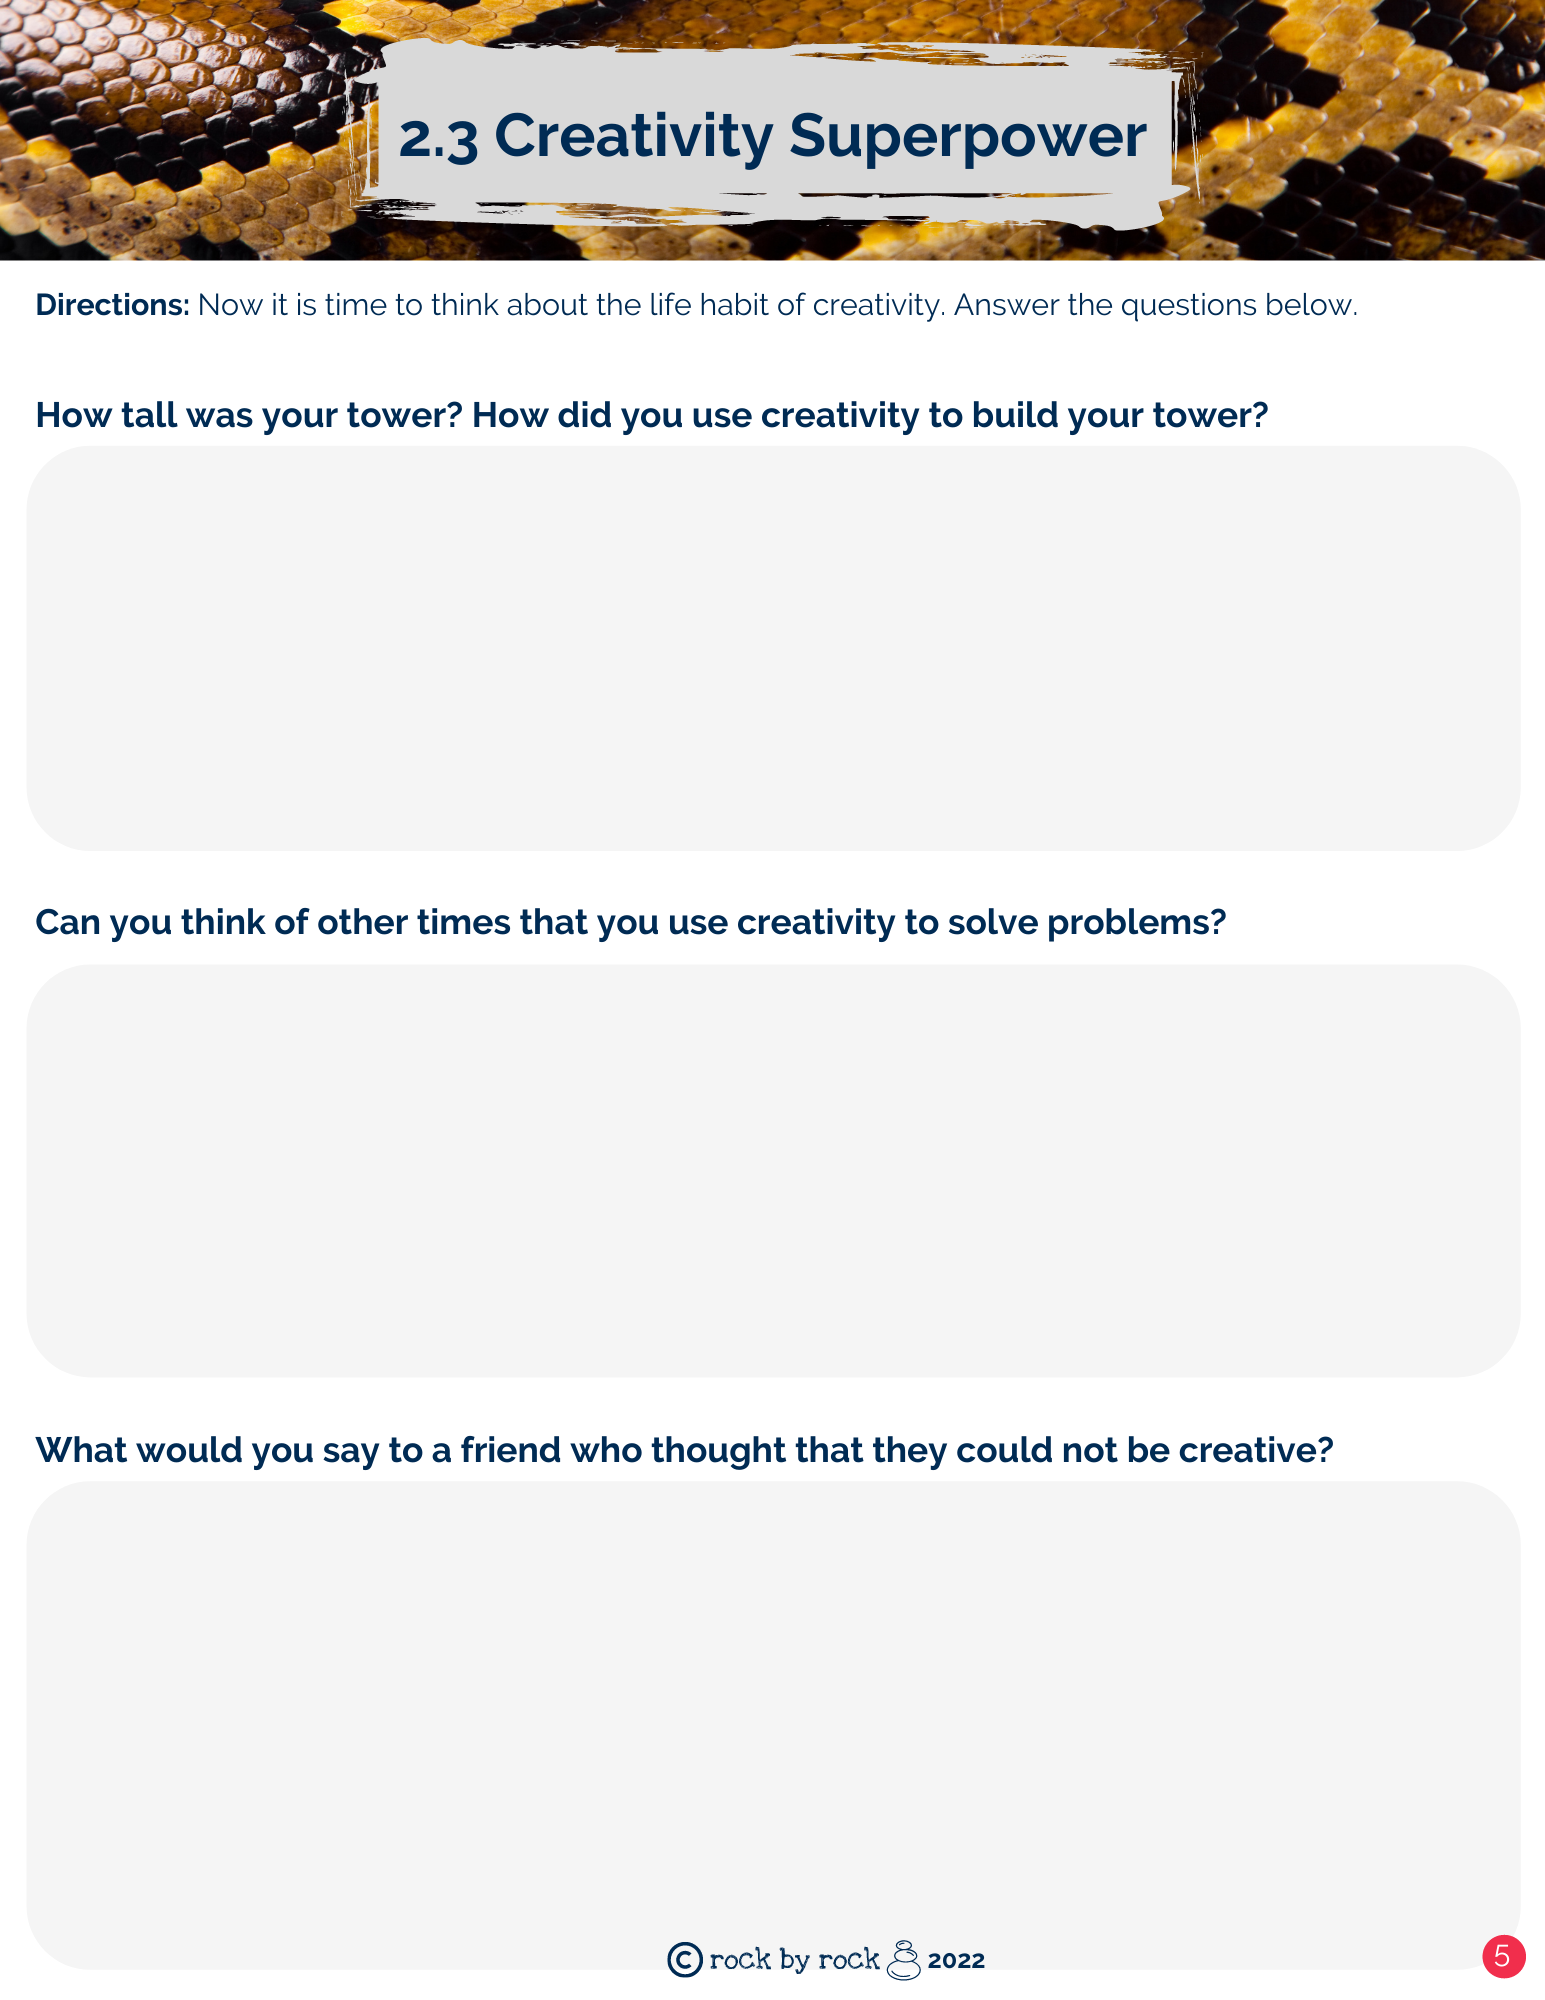 2.3 Creativity Superpower
Directions: Now it is time to think about the life habit of creativity. Answer the questions below.
How tall was your tower? How did you use creativity to build your tower?
Can you think of other times that you use creativity to solve problems?
What would you say to a friend who thought that they could not be creative?
© rock by rock 2022
5